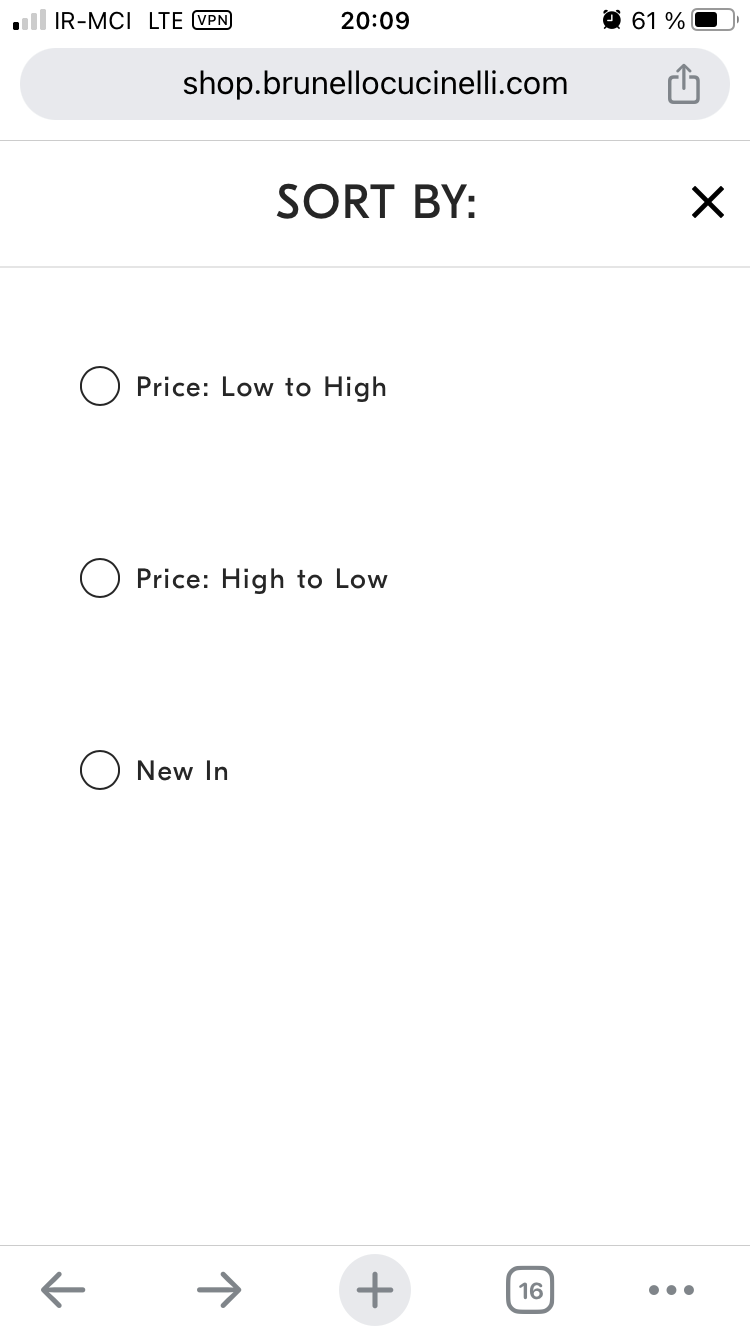 IR-MCI LTE VPN 20:09 61 %
shop.brunellocucinelli.com
SORT BY:
Price: Low to High
Price: High to Low
New In
16